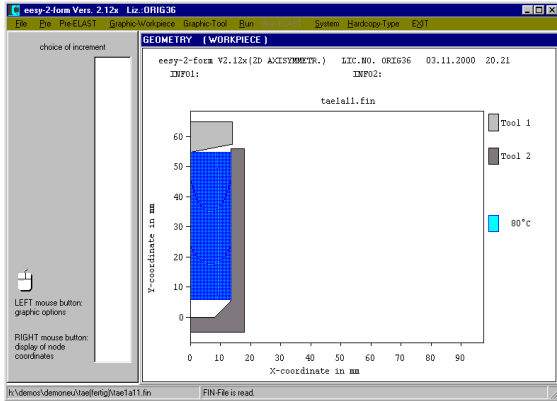 eesy-2-form Vers. 2.12x Liz.:ORIG36
File Pre Pre-ELAST Graphic-Workpiece Graphic-Tool Run System Hardcopy-Type EXIT
choice of increment
LEFT mouse button:
graphic options
RIGHT mouse button:
display of node
coordinates
GEOMETRY (WORKPIECE)
eesy-2-form V2.12x(2D AXISYMMETR.) LIC.NO. ORIG36 03.11.2000 20.21
INFO1: INFO2:
tae1a11.fin
Tool 1
Tool 2
80°C
Y-coordinate in mm
60
50
40
30
20
10
0
0 10 20 30 40 50 60 70 80 90
X-coordinate in mm
h:\demos\demoneu\tae(fertig)\tae1a11.fin FIN-File is read.